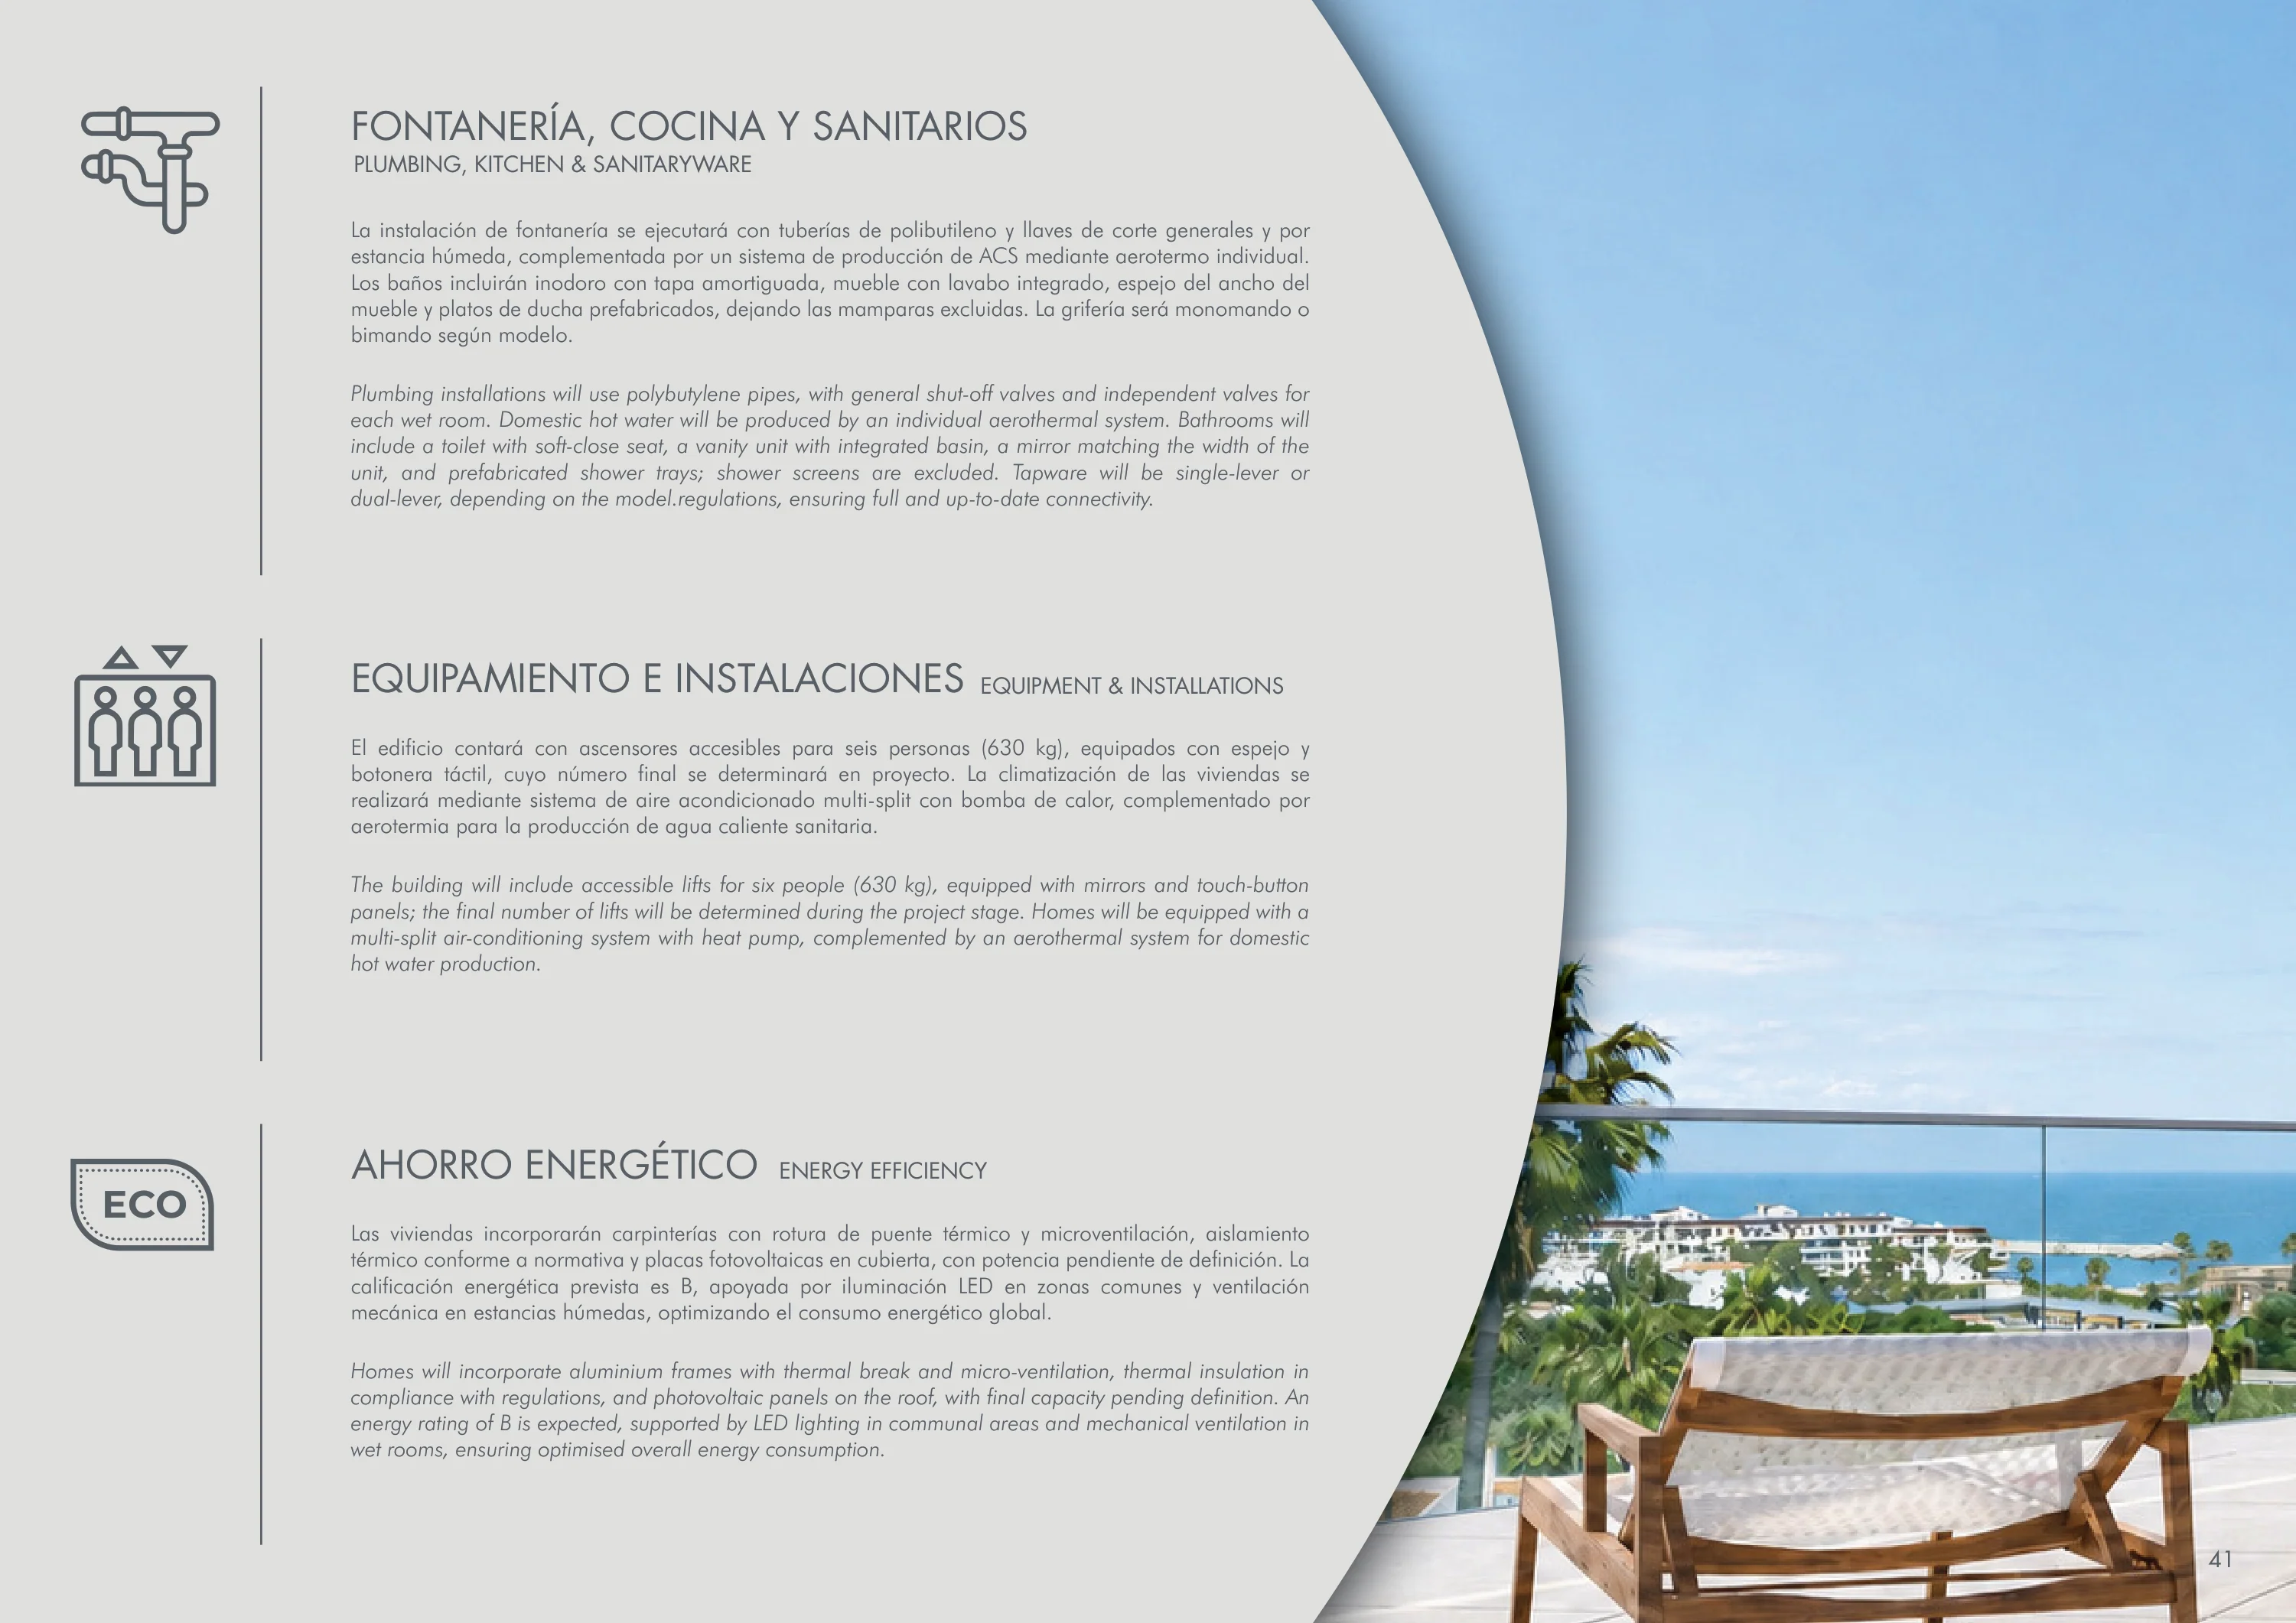 FONTANERÍA, COCINA Y SANITARIOS
PLUMBING, KITCHEN & SANITARYWARE
La instalación de fontanería se ejecutará con tuberías de polibutileno y llaves de corte generales y por
estancia húmeda, complementada por un sistema de producción de ACS mediante aerotermo individual.
Los baños incluirán inodoro con tapa amortiguada, mueble con lavabo integrado, espejo del ancho del
mueble y platos de ducha prefabricados, dejando las mamparas excluidas. La grifería será monomando o
bimando según modelo.
Plumbing installations will use polybutylene pipes, with general shut-off valves and independent valves for
each wet room. Domestic hot water will be produced by an individual aerothermal system. Bathrooms will
include a toilet with soft-close seat, a vanity unit with integrated basin, a mirror matching the width of the
unit, and prefabricated shower trays; shower screens are excluded. Tapware will be single-lever or
dual-lever, depending on the model.regulations, ensuring full and up-to-date connectivity.
EQUIPAMIENTO E INSTALACIONES EQUIPMENT & INSTALLATIONS
El edificio contará con ascensores accesibles para seis personas (630 kg), equipados con espejo y
botonera táctil, cuyo número final se determinará en proyecto. La climatización de las viviendas se
realizará mediante sistema de aire acondicionado multi-split con bomba de calor, complementado por
aerotermia para la producción de agua caliente sanitaria.
The building will include accessible lifts for six people (630 kg), equipped with mirrors and touch-button
panels; the final number of lifts will be determined during the project stage. Homes will be equipped with a
multi-split air-conditioning system with heat pump, complemented by an aerothermal system for domestic
hot water production.
ECO
AHORRO ENERGÉTICO ENERGY EFFICIENCY
Las viviendas incorporarán carpinterías con rotura de puente térmico y microventilación, aislamiento
térmico conforme a normativa y placas fotovoltaicas en cubierta, con potencia pendiente de definición. La
calificación energética prevista es B, apoyada por iluminación LED en zonas comunes y ventilación
mecánica en estancias húmedas, optimizando el consumo energético global.
Homes will incorporate aluminium frames with thermal break and micro-ventilation, thermal insulation in
compliance with regulations, and photovoltaic panels on the roof, with final capacity pending definition. An
energy rating of B is expected, supported by LED lighting in communal areas and mechanical ventilation in
wet rooms, ensuring optimised overall energy consumption.
41